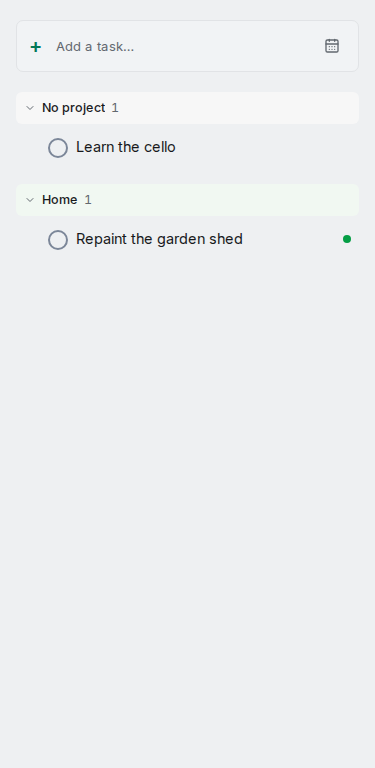 Add a task...
No project 1
Learn the cello
Home 1
Repaint the garden shed